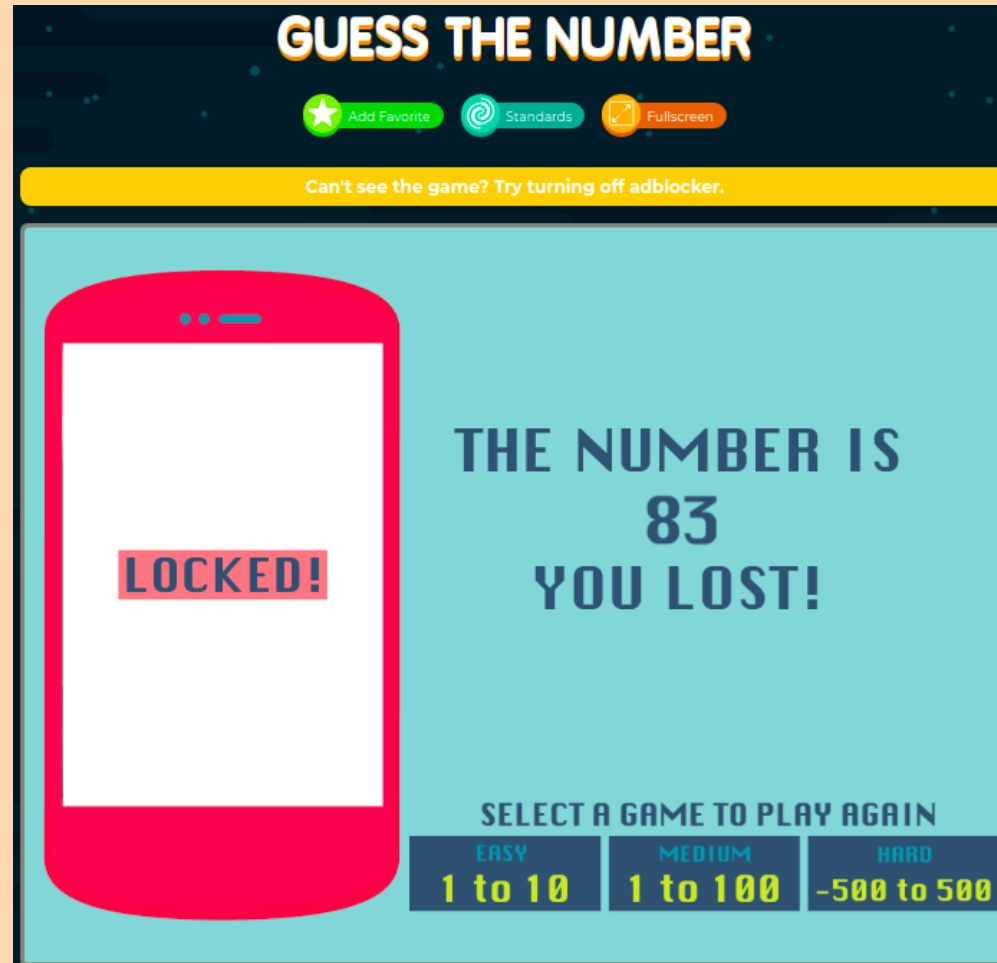 GUESS THE NUMBER
Add Favorite Standards Fullscreen
Can't see the game? Try turning off adblocker.
THE NUMBER IS
83
LOCKED!
YOU LOST!
SELECT A GAME TO PLAY AGAIN
EASY MEDIUM HARD
1 to 10 1 to 100 -500 to 500